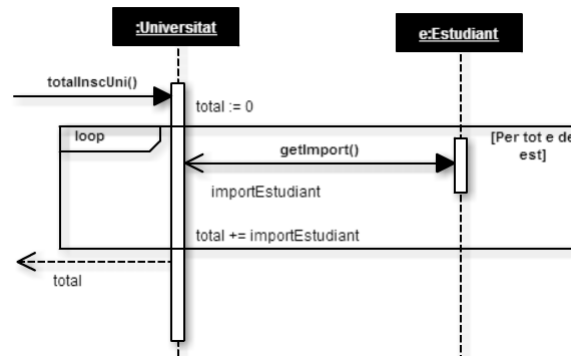 :Universitat
e:Estudiant
totalInscUni()
total := 0
loop
[Per tot e de
est]
getImport()
importEstudiant
total += importEstudiant
total